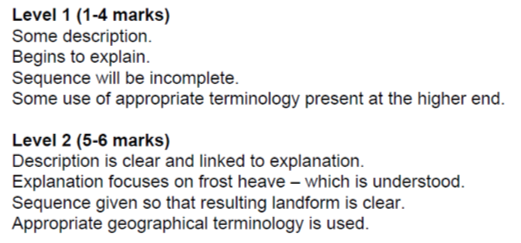 Level 1 (1-4 marks)
Some description.
Begins to explain.
Sequence will be incomplete.
Some use of appropriate terminology present at the higher end.
Level 2 (5-6 marks)
Description is clear and linked to explanation.
Explanation focuses on frost heave – which is understood.
Sequence given so that resulting landform is clear.
Appropriate geographical terminology is used.